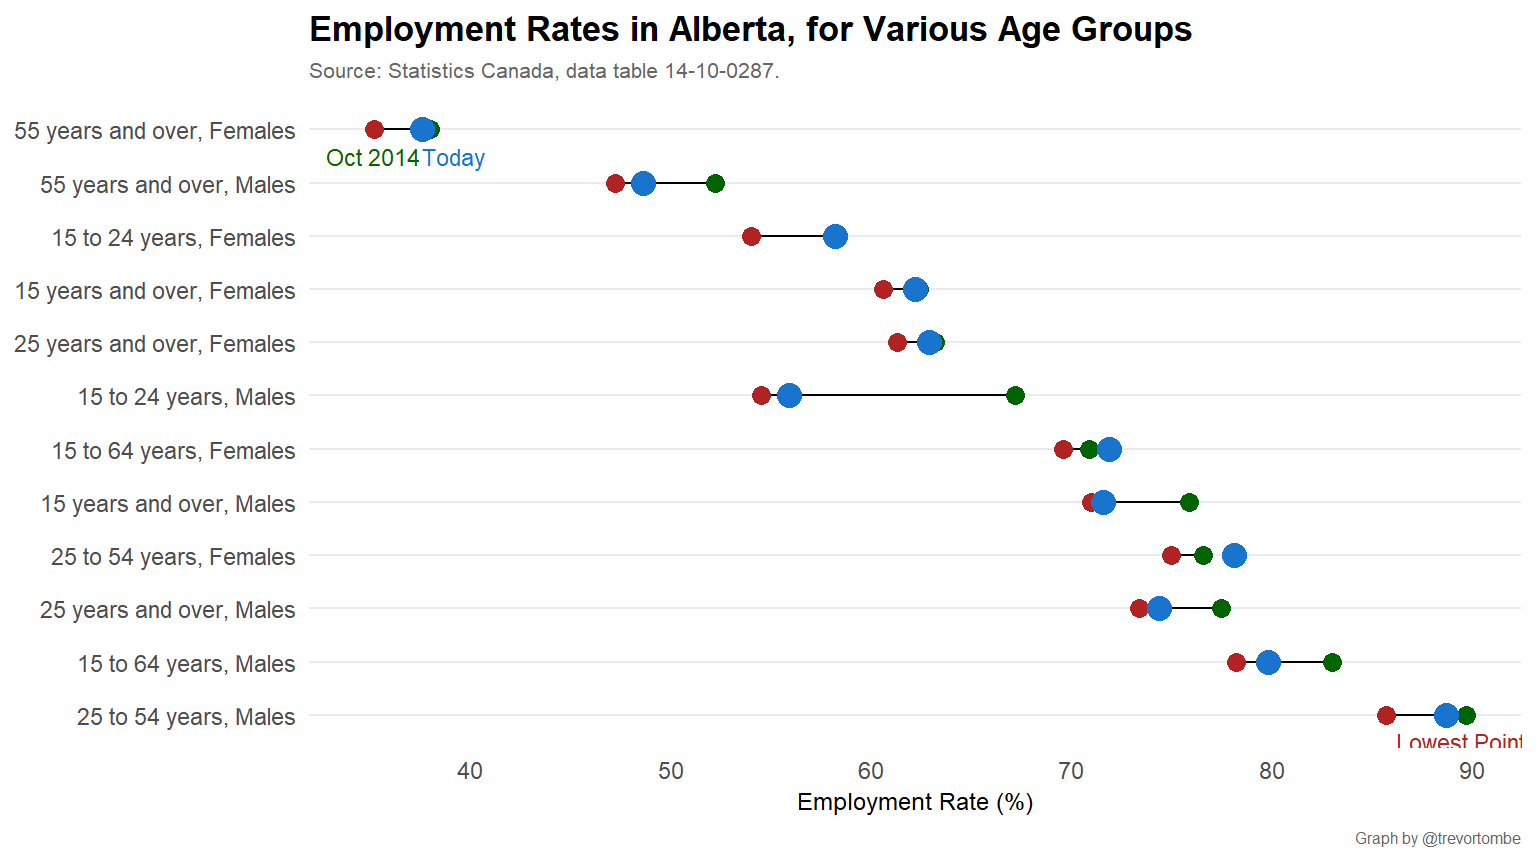 Employment Rates in Alberta, for Various Age Groups
Source: Statistics Canada, data table 14-10-0287.
55 years and over, Females
Oct 2014 Today
55 years and over, Males
15 to 24 years, Females
15 years and over, Females
25 years and over, Females
15 to 24 years, Males
15 to 64 years, Females
15 years and over, Males
25 to 54 years, Females
25 years and over, Males
15 to 64 years, Males
25 to 54 years, Males
Lowest Point
40 50 60 70 80 90
Employment Rate (%)
Graph by @trevortombe